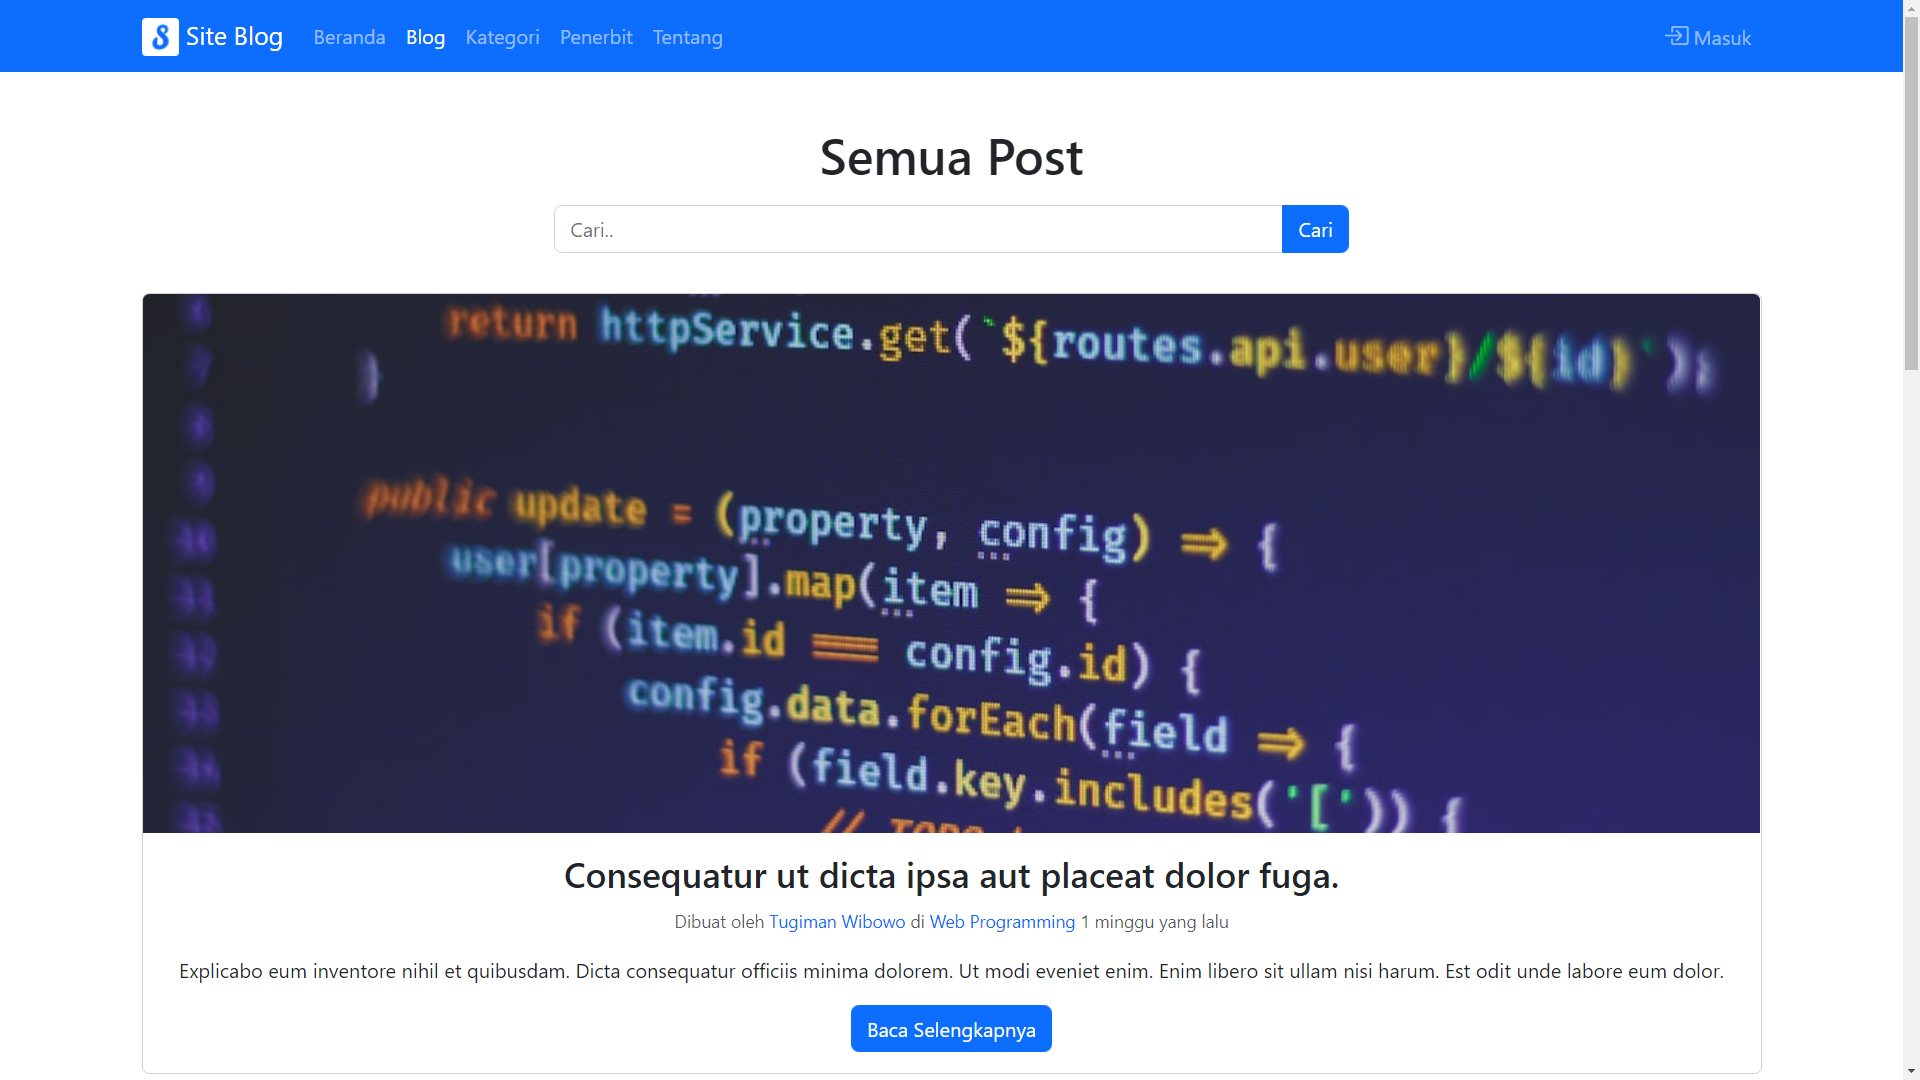 Site Blog Beranda Blog Kategori Penerbit Tentang Masuk
Semua Post
Cari.. Cari
return httpService.get(`${routes.api.user}/${id}`);
}
public update = (property, config) => {
user[property].map(item => {
if (item.id === config.id) {
config.data.forEach(field => {
if (field.key.includes('[')) {
// TODO
Consequatur ut dicta ipsa aut placeat dolor fuga.
Dibuat oleh Tugiman Wibowo di Web Programming 1 minggu yang lalu
Explicabo eum inventore nihil et quibusdam. Dicta consequatur officiis minima dolorem. Ut modi eveniet enim. Enim libero sit ullam nisi harum. Est odit unde labore eum dolor.
Baca Selengkapnya